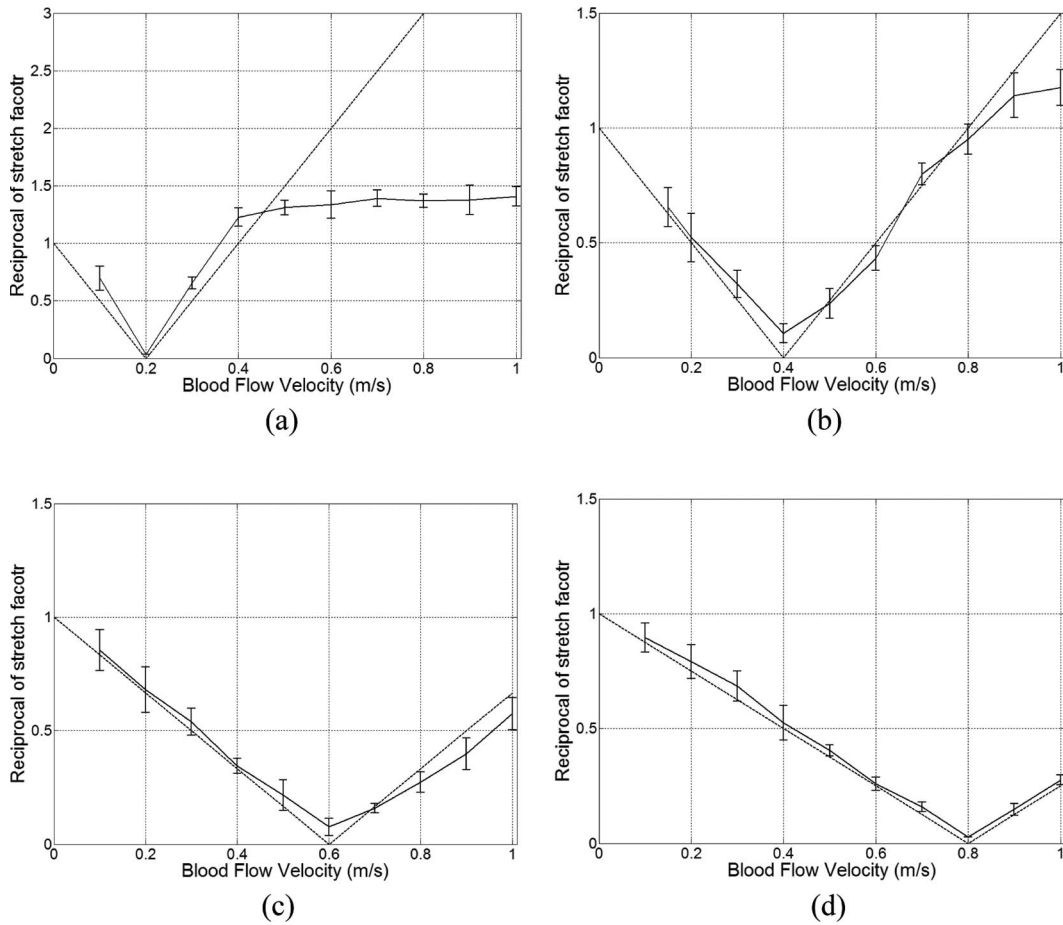 Reciprocal of stretch facotr
3
2.5
2
1.5
1
0.5
0
0 0.2 0.4 0.6 0.8 1
Blood Flow Velocity (m/s)
(a)
Reciprocal of stretch facotr
1.5
1
0.5
0
0 0.2 0.4 0.6 0.8 1
Blood Flow Velocity (m/s)
(b)
Reciprocal of stretch facotr
1.5
1
0.5
0
0 0.2 0.4 0.6 0.8 1
Blood Flow Velocity (m/s)
(c)
Reciprocal of stretch facotr
1.5
1
0.5
0
0 0.2 0.4 0.6 0.8 1
Blood Flow Velocity (m/s)
(d)